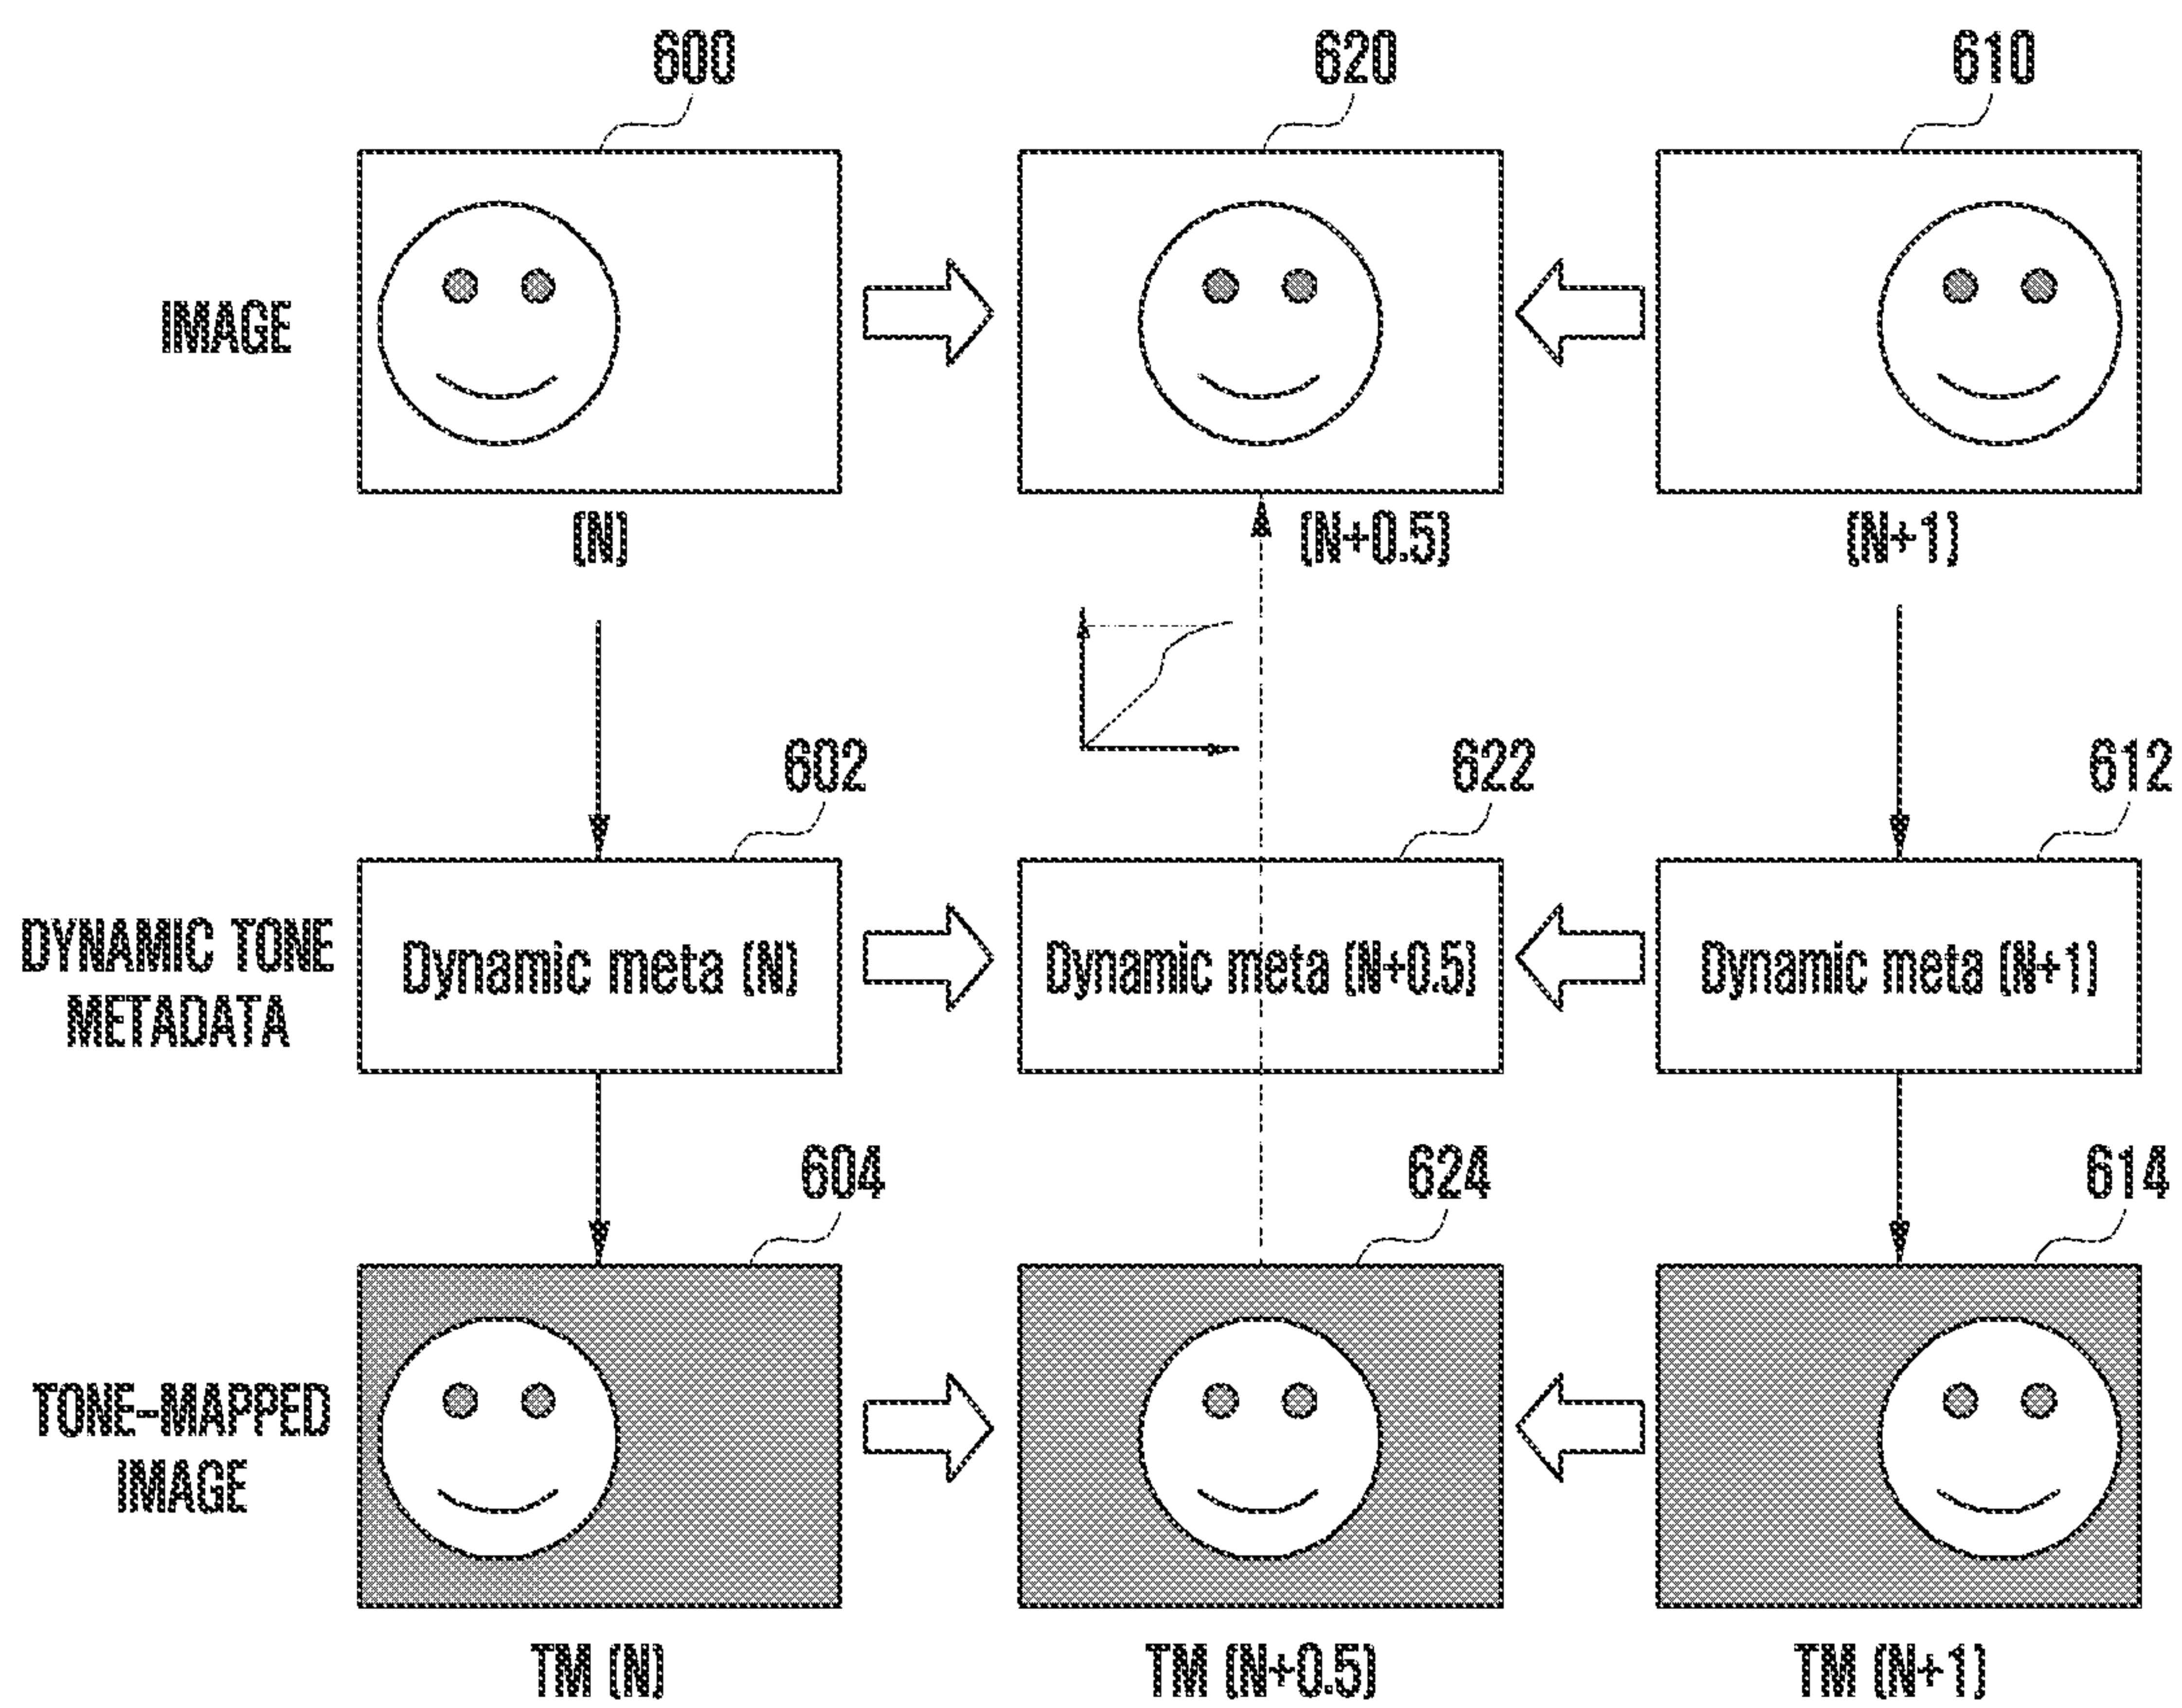 600
620
610
IMAGE
(N)
(N+0.5)
(N+1)
602
622
612
DYNAMIC TONE
METADATA
Dynamic meta (N)
Dynamic meta (N+0.5)
Dynamic meta (N+1)
604
624
614
TONE-MAPPED
IMAGE
TM (N)
TM (N+0.5)
TM (N+1)